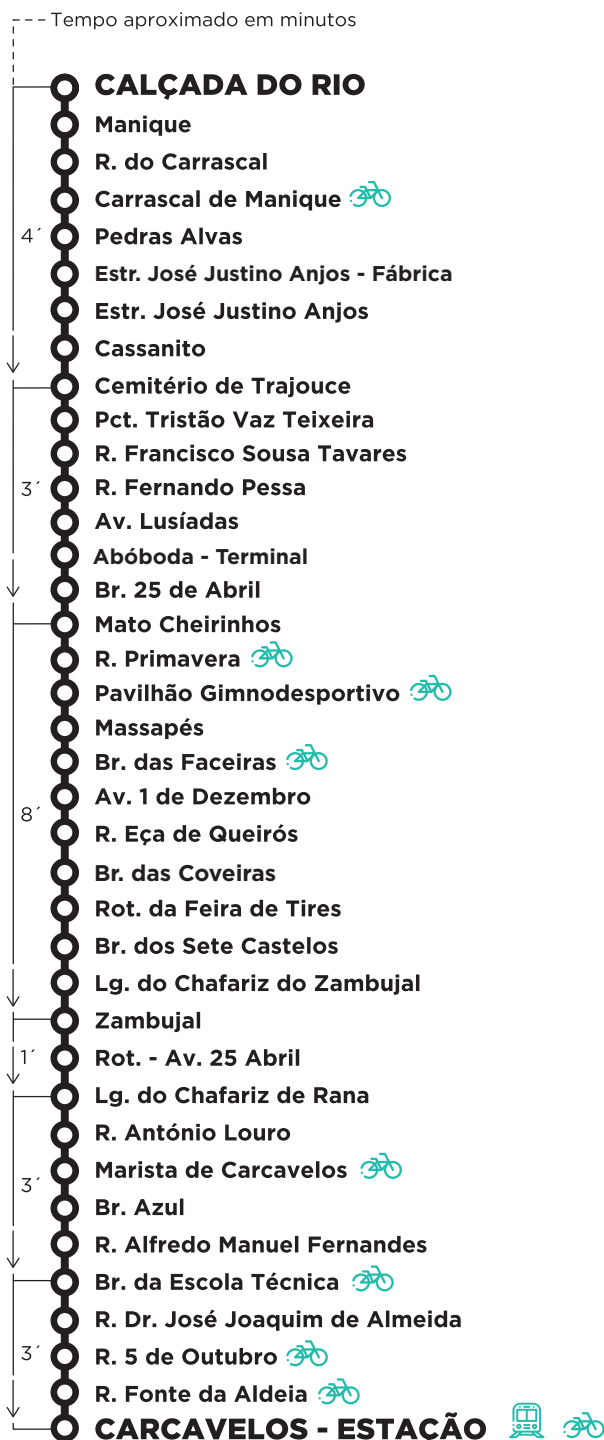 Tempo aproximado em minutos
CALÇADA DO RIO
Manique
R. do Carrascal
Carrascal de Manique
4´ Pedras Alvas
Estr. José Justino Anjos - Fábrica
Estr. José Justino Anjos
Cassanito
Cemitério de Trajouce
Pct. Tristão Vaz Teixeira
R. Francisco Sousa Tavares
3´ R. Fernando Pessa
Av. Lusíadas
Abóboda - Terminal
Br. 25 de Abril
Mato Cheirinhos
R. Primavera
Pavilhão Gimnodesportivo
Massapés
Br. das Faceiras
Av. 1 de Dezembro
8´
R. Eça de Queirós
Br. das Coveiras
Rot. da Feira de Tires
Br. dos Sete Castelos
Lg. do Chafariz do Zambujal
Zambujal
1´ Rot. - Av. 25 Abril
Lg. do Chafariz de Rana
R. António Louro
Marista de Carcavelos
3´
Br. Azul
R. Alfredo Manuel Fernandes
Br. da Escola Técnica
R. Dr. José Joaquim de Almeida
3´ R. 5 de Outubro
R. Fonte da Aldeia
CARCAVELOS - ESTAÇÃO